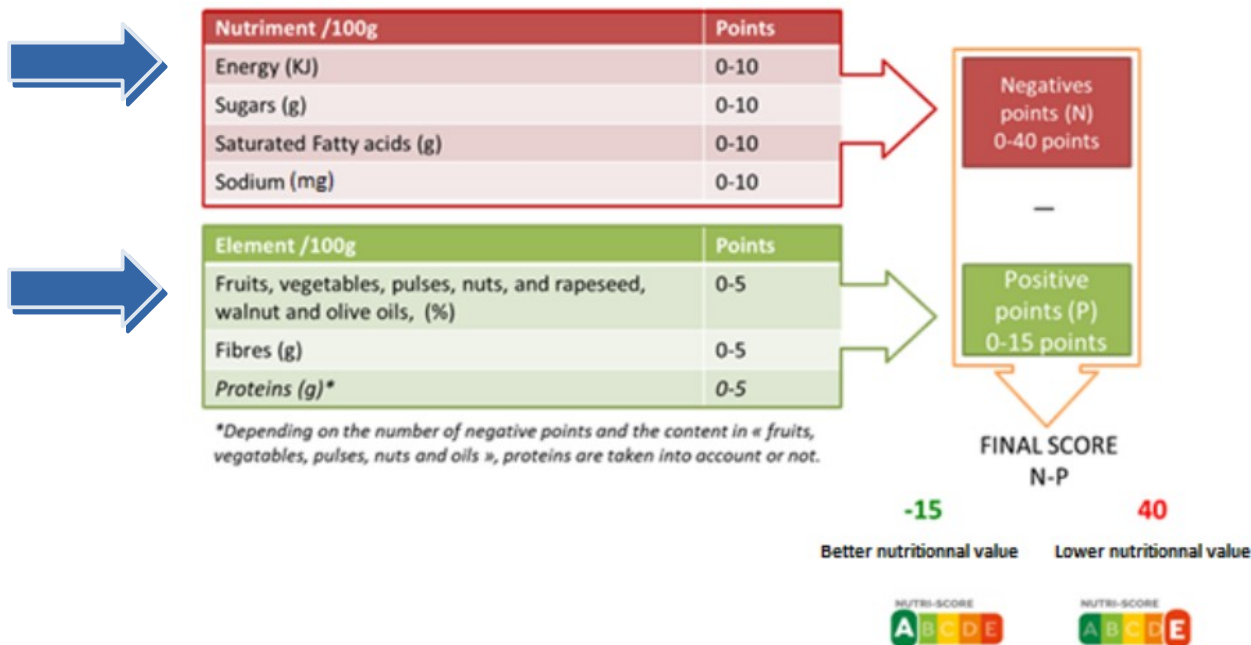 Nutriment /100g Points
Energy (KJ) 0-10
Sugars (g) 0-10
Saturated Fatty acids (g) 0-10
Sodium (mg) 0-10
Negatives
points (N)
0-40 points
—
Element /100g Points
Fruits, vegetables, pulses, nuts, and rapeseed, 0-5
walnut and olive oils, (%)
Fibres (g) 0-5
Proteins (g)* 0-5
Positive
points (P)
0-15 points
*Depending on the number of negative points and the content in « fruits,
vegatables, pulses, nuts and oils », proteins are taken into account or not.
FINAL SCORE
N-P
-15 40
Better nutritionnal value Lower nutritionnal value
NUTRI-SCORE NUTRI-SCORE
A B C D E A B C D E